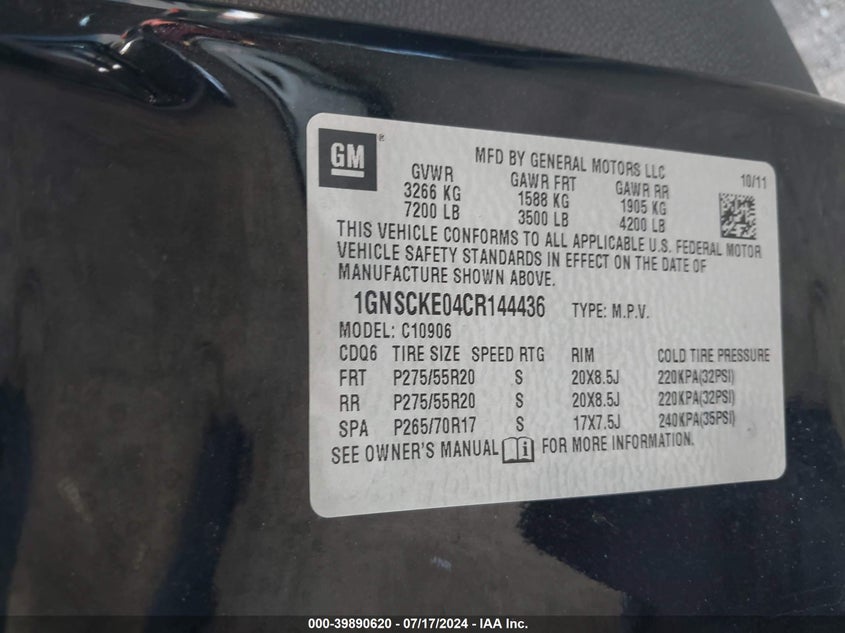 GM®
MFD BY GENERAL MOTORS LLC
10/11
GVWR GAWR FRT GAWR RR
3266 KG 1588 KG 1905 KG
7200 LB 3500 LB 4200 LB
THIS VEHICLE CONFORMS TO ALL APPLICABLE U.S. FEDERAL MOTOR
VEHICLE SAFETY STANDARDS IN EFFECT ON THE DATE OF
MANUFACTURE SHOWN ABOVE.
1GNSCKE04CR144436 TYPE: M.P.V.
MODEL: C10906
CDQ6 TIRE SIZE SPEED RTG RIM COLD TIRE PRESSURE
FRT P275/55R20 S 20X8.5J 220KPA(32PSI)
RR P275/55R20 S 20X8.5J 220KPA(32PSI)
SPA P265/70R17 S 17X7.5J 240KPA(35PSI)
SEE OWNER'S MANUAL i FOR MORE INFORMATION.
000-39890620 - 07/17/2024 - IAA Inc.